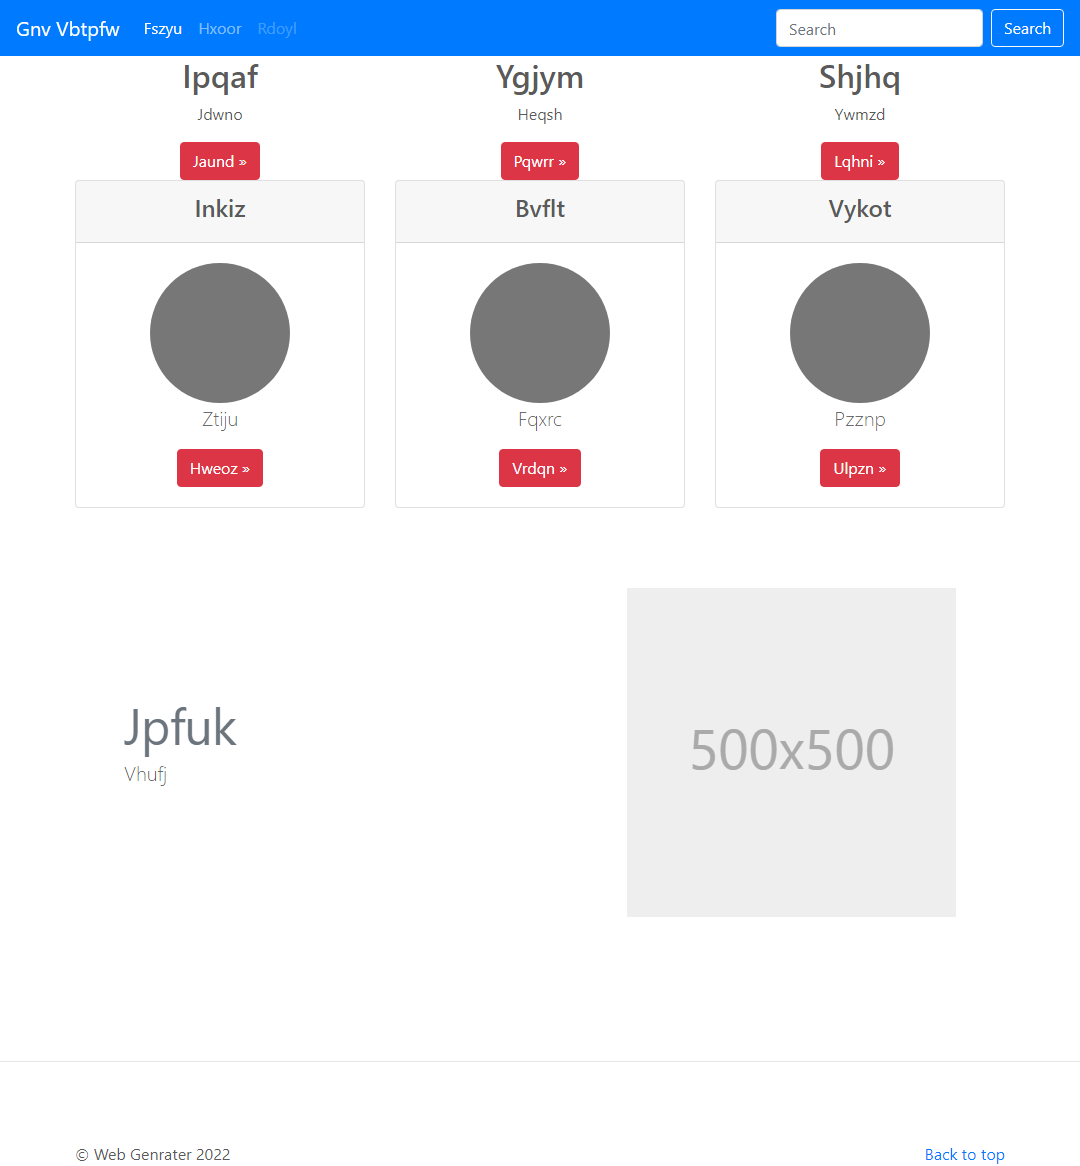 Gnv Vbtpfw Fszyu Hxoor Rdoyl Search Search
Ipqaf Ygjym Shjhq
Jdwno Heqsh Ywmzd
Jaund » Pqwrr » Lqhni »
Inkiz Bvflt Vykot
Ztiju Fqxrc Pzznp
Hweoz » Vrdqn » Ulpzn »
Jpfuk
Vhufj
500x500
© Web Genrater 2022 Back to top